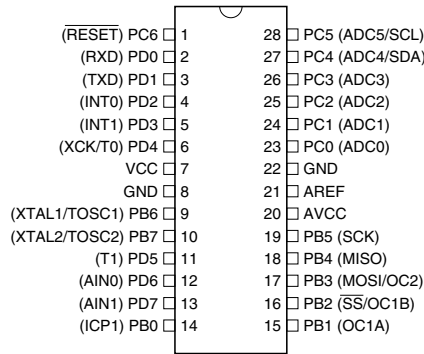 (RESET) PC6 1 28 PC5 (ADC5/SCL)
(RXD) PD0 2 27 PC4 (ADC4/SDA)
(TXD) PD1 3 26 PC3 (ADC3)
(INT0) PD2 4 25 PC2 (ADC2)
(INT1) PD3 5 24 PC1 (ADC1)
(XCK/T0) PD4 6 23 PC0 (ADC0)
VCC 7 22 GND
GND 8 21 AREF
(XTAL1/TOSC1) PB6 9 20 AVCC
(XTAL2/TOSC2) PB7 10 19 PB5 (SCK)
(T1) PD5 11 18 PB4 (MISO)
(AIN0) PD6 12 17 PB3 (MOSI/OC2)
(AIN1) PD7 13 16 PB2 (SS/OC1B)
(ICP1) PB0 14 15 PB1 (OC1A)